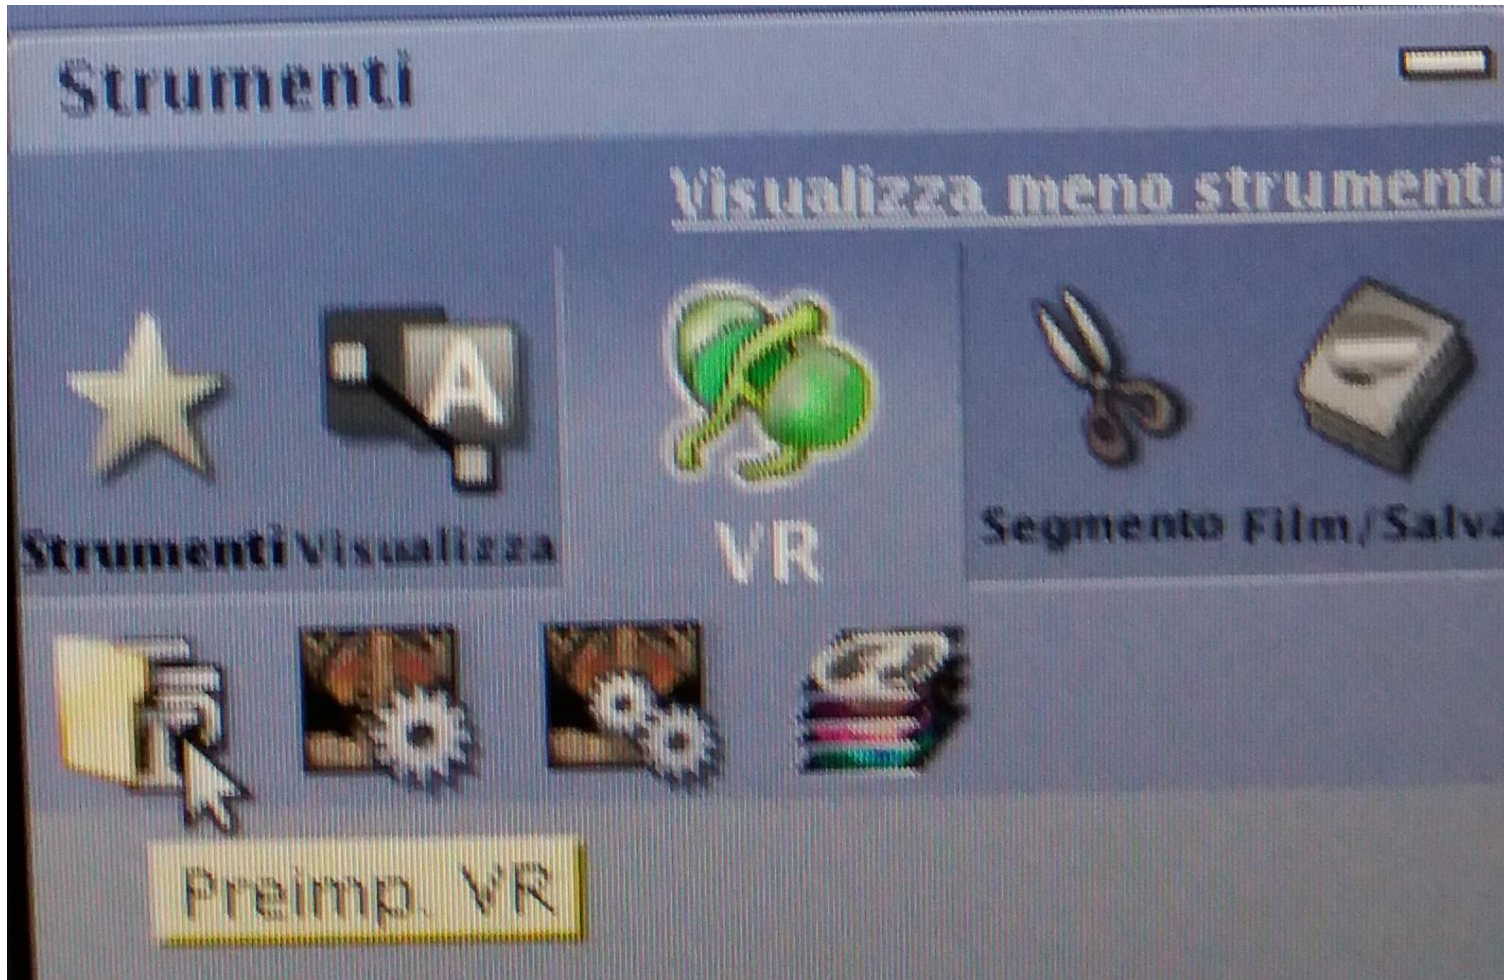 Strumenti
Visualizza meno strumenti
A
Strumenti Visualizza VR Segmento Film/Salva
Preimp. VR